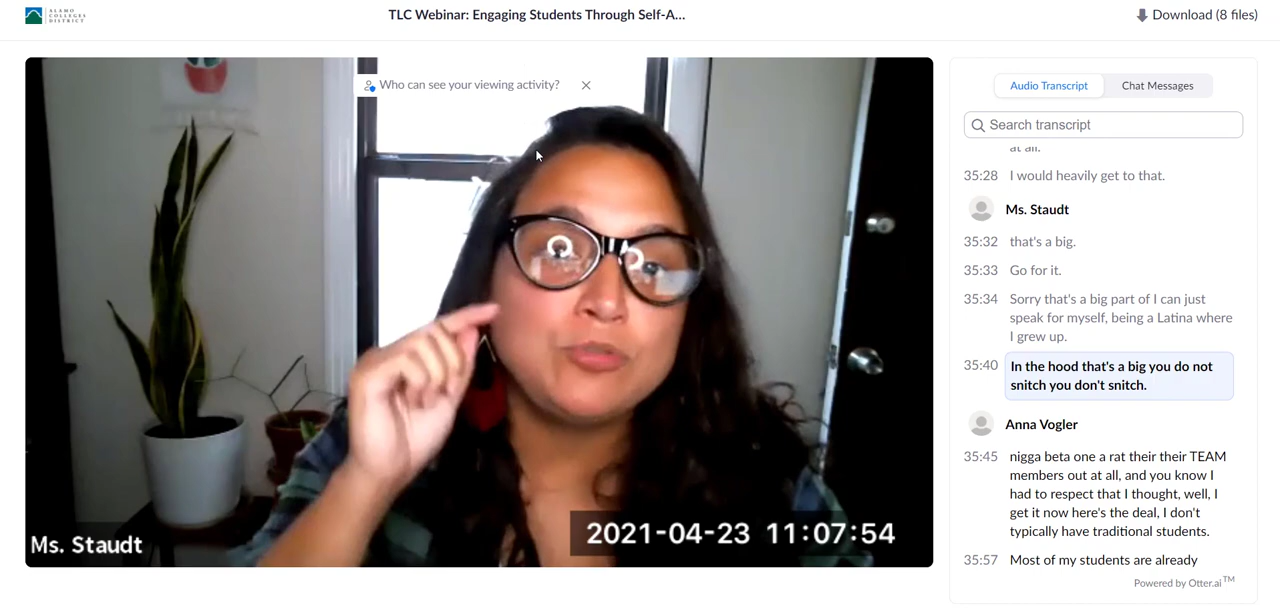 ALAMO
COLLEGES
DISTRICT
TLC Webinar: Engaging Students Through Self-A...
Download (8 files)
Who can see your viewing activity?
Ms. Staudt
2021-04-23 11:07:54
Audio Transcript
Chat Messages
Search transcript
at all.
35:28 I would heavily get to that.
Ms. Staudt
35:32 that's a big.
35:33 Go for it.
35:34 Sorry that's a big part of I can just
speak for myself, being a Latina where
I grew up.
35:40 In the hood that's a big you do not
snitch you don't snitch.
Anna Vogler
35:45 nigga beta one a rat their their TEAM
members out at all, and you know I
had to respect that I thought, well, I
get it now here's the deal, I don't
typically have traditional students.
35:57 Most of my students are already
Powered by Otter.ai TM